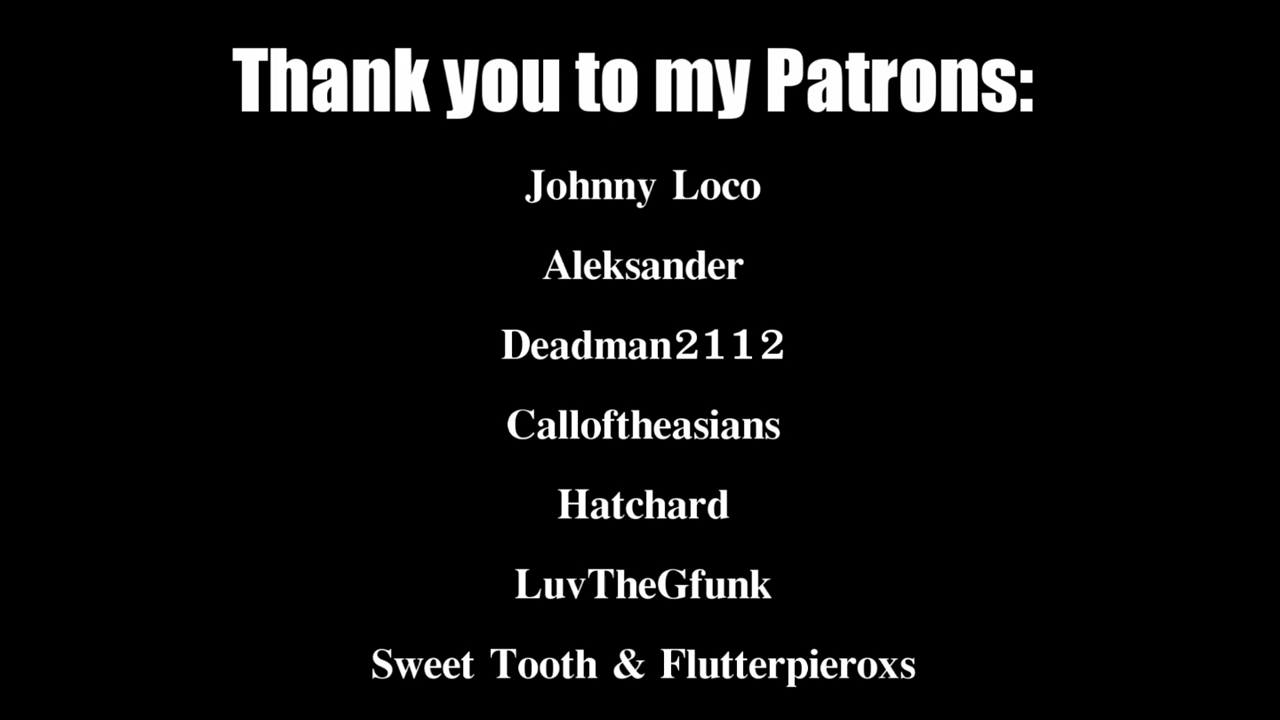 Thank you to my Patrons:
Johnny Loco
Aleksander
Deadman2112
Calloftheasians
Hatchard
LuvTheGfunk
Sweet Tooth & Flutterpieroxs